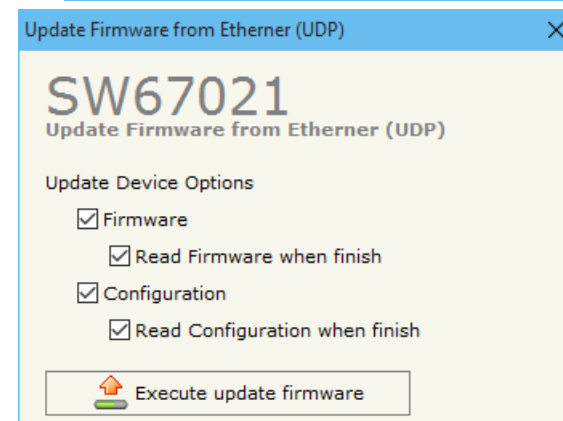 Update Firmware from Etherner (UDP)
SW67021
Update Firmware from Etherner (UDP)
Update Device Options
Firmware
Read Firmware when finish
Configuration
Read Configuration when finish
Execute update firmware